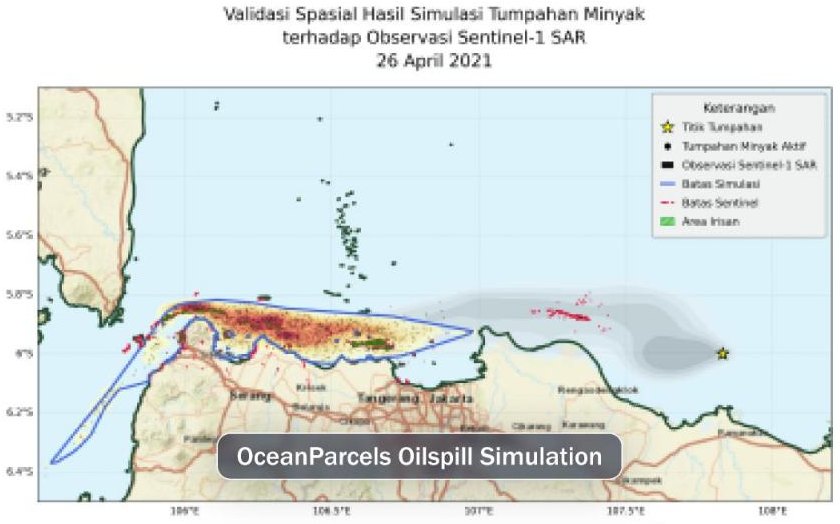 Validasi Spasial Hasil Simulasi Tumpahan Minyak
terhadap Observasi Sentinel-1 SAR
26 April 2021
Keterangan
Titik Tumpahan
Tumpahan Minyak Aktif
Observasi Sentinel-1 SAR
Batas Simulasi
Batas Sentinel
Area Irisan
5.2°S
5.4°S
5.6°S
5.8°S
6°S
6.2°S
6.4°S
Serang
Tangerang
Jakarta
Cikarang
Karawang
OceanParcels Oilspill Simulation
106°E
106.5°E
107°E
107.5°E
108°E